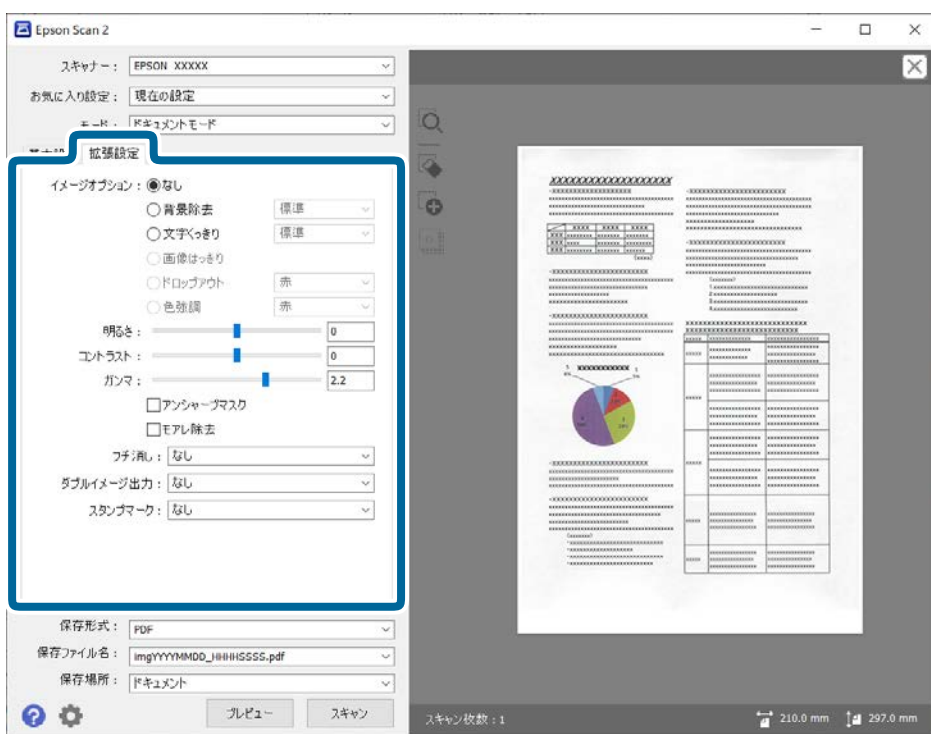 Epson Scan 2
スキャナー： EPSON XXXXX
お気に入り設定： 現在の設定
モード： ドキュメントモード
拡張設定
イメージオプション： なし
背景除去 標準
文字くっきり 標準
画像はっきり
ドロップアウト 赤
色強調 赤
明るさ： 0
コントラスト： 0
ガンマ： 2.2
アンシャープマスク
モアレ除去
フチ消し： なし
ダブルイメージ出力： なし
スタンプマーク： なし
保存形式： PDF
保存ファイル名： imgYYYYMMDD_HHHHSSSS.pdf
保存場所： ドキュメント
プレビュー スキャン
スキャン枚数：1 210.0 mm 297.0 mm